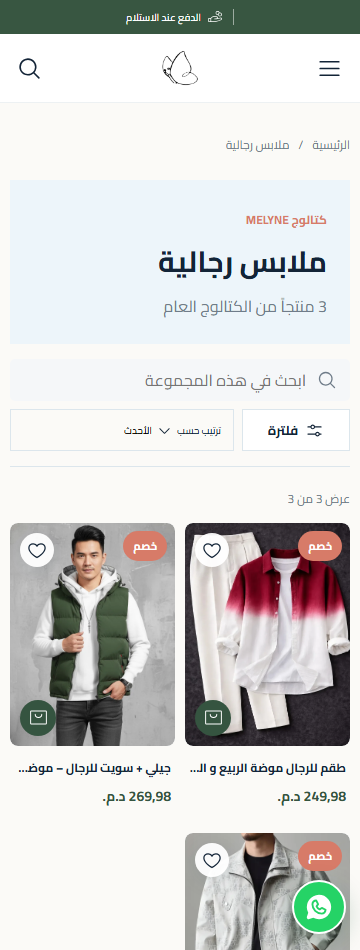 الدفع عند الاستلام
الرئيسية / ملابس رجالية
كتالوج MELYNE
ملابس رجالية
3 منتجاً من الكتالوج العام
ابحث في هذه المجموعة
فلترة
ترتيب حسب الأحدث
عرض 3 من 3
خصم
خصم
طقم للرجال موضة الربيع و الـ...
249,98 د.م.
جيلي + سويت للرجال – موضـ...
269,98 د.م.
خصم